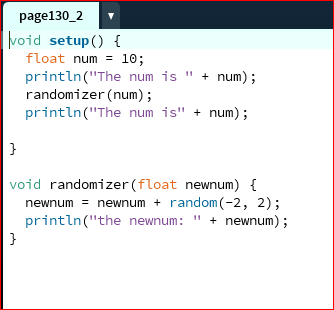 page130_2
void setup() {
  float num = 10;
  println("The num is " + num);
  randomizer(num);
  println("The num is" + num);
}
void randomizer(float newnum) {
  newnum = newnum + random(-2, 2);
  println("the newnum: " + newnum);
}